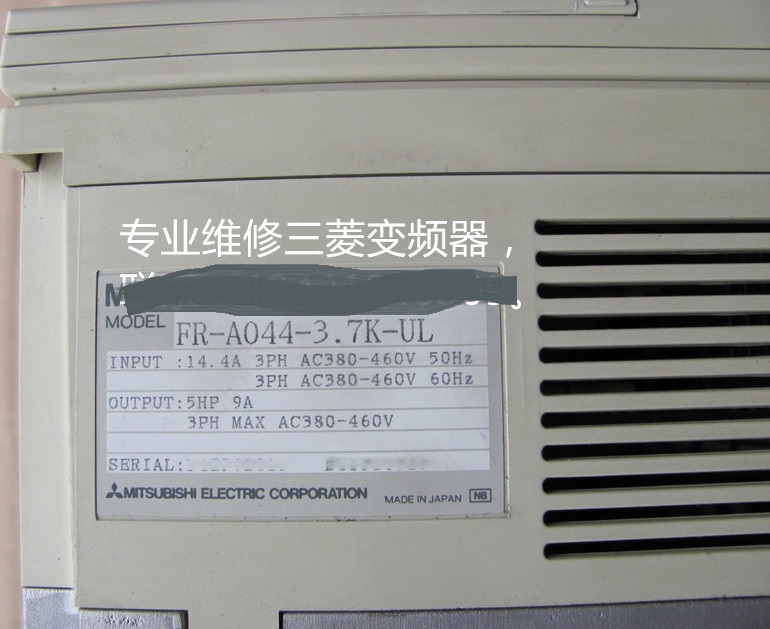 专业维修三菱变频器，
MODEL FR-A044-3.7K-UL
INPUT :14.4A 3PH AC380-460V 50Hz
3PH AC380-460V 60Hz
OUTPUT:5HP 9A
3PH MAX AC380-460V
SERIAL:
MITSUBISHI ELECTRIC CORPORATION MADE IN JAPAN NB